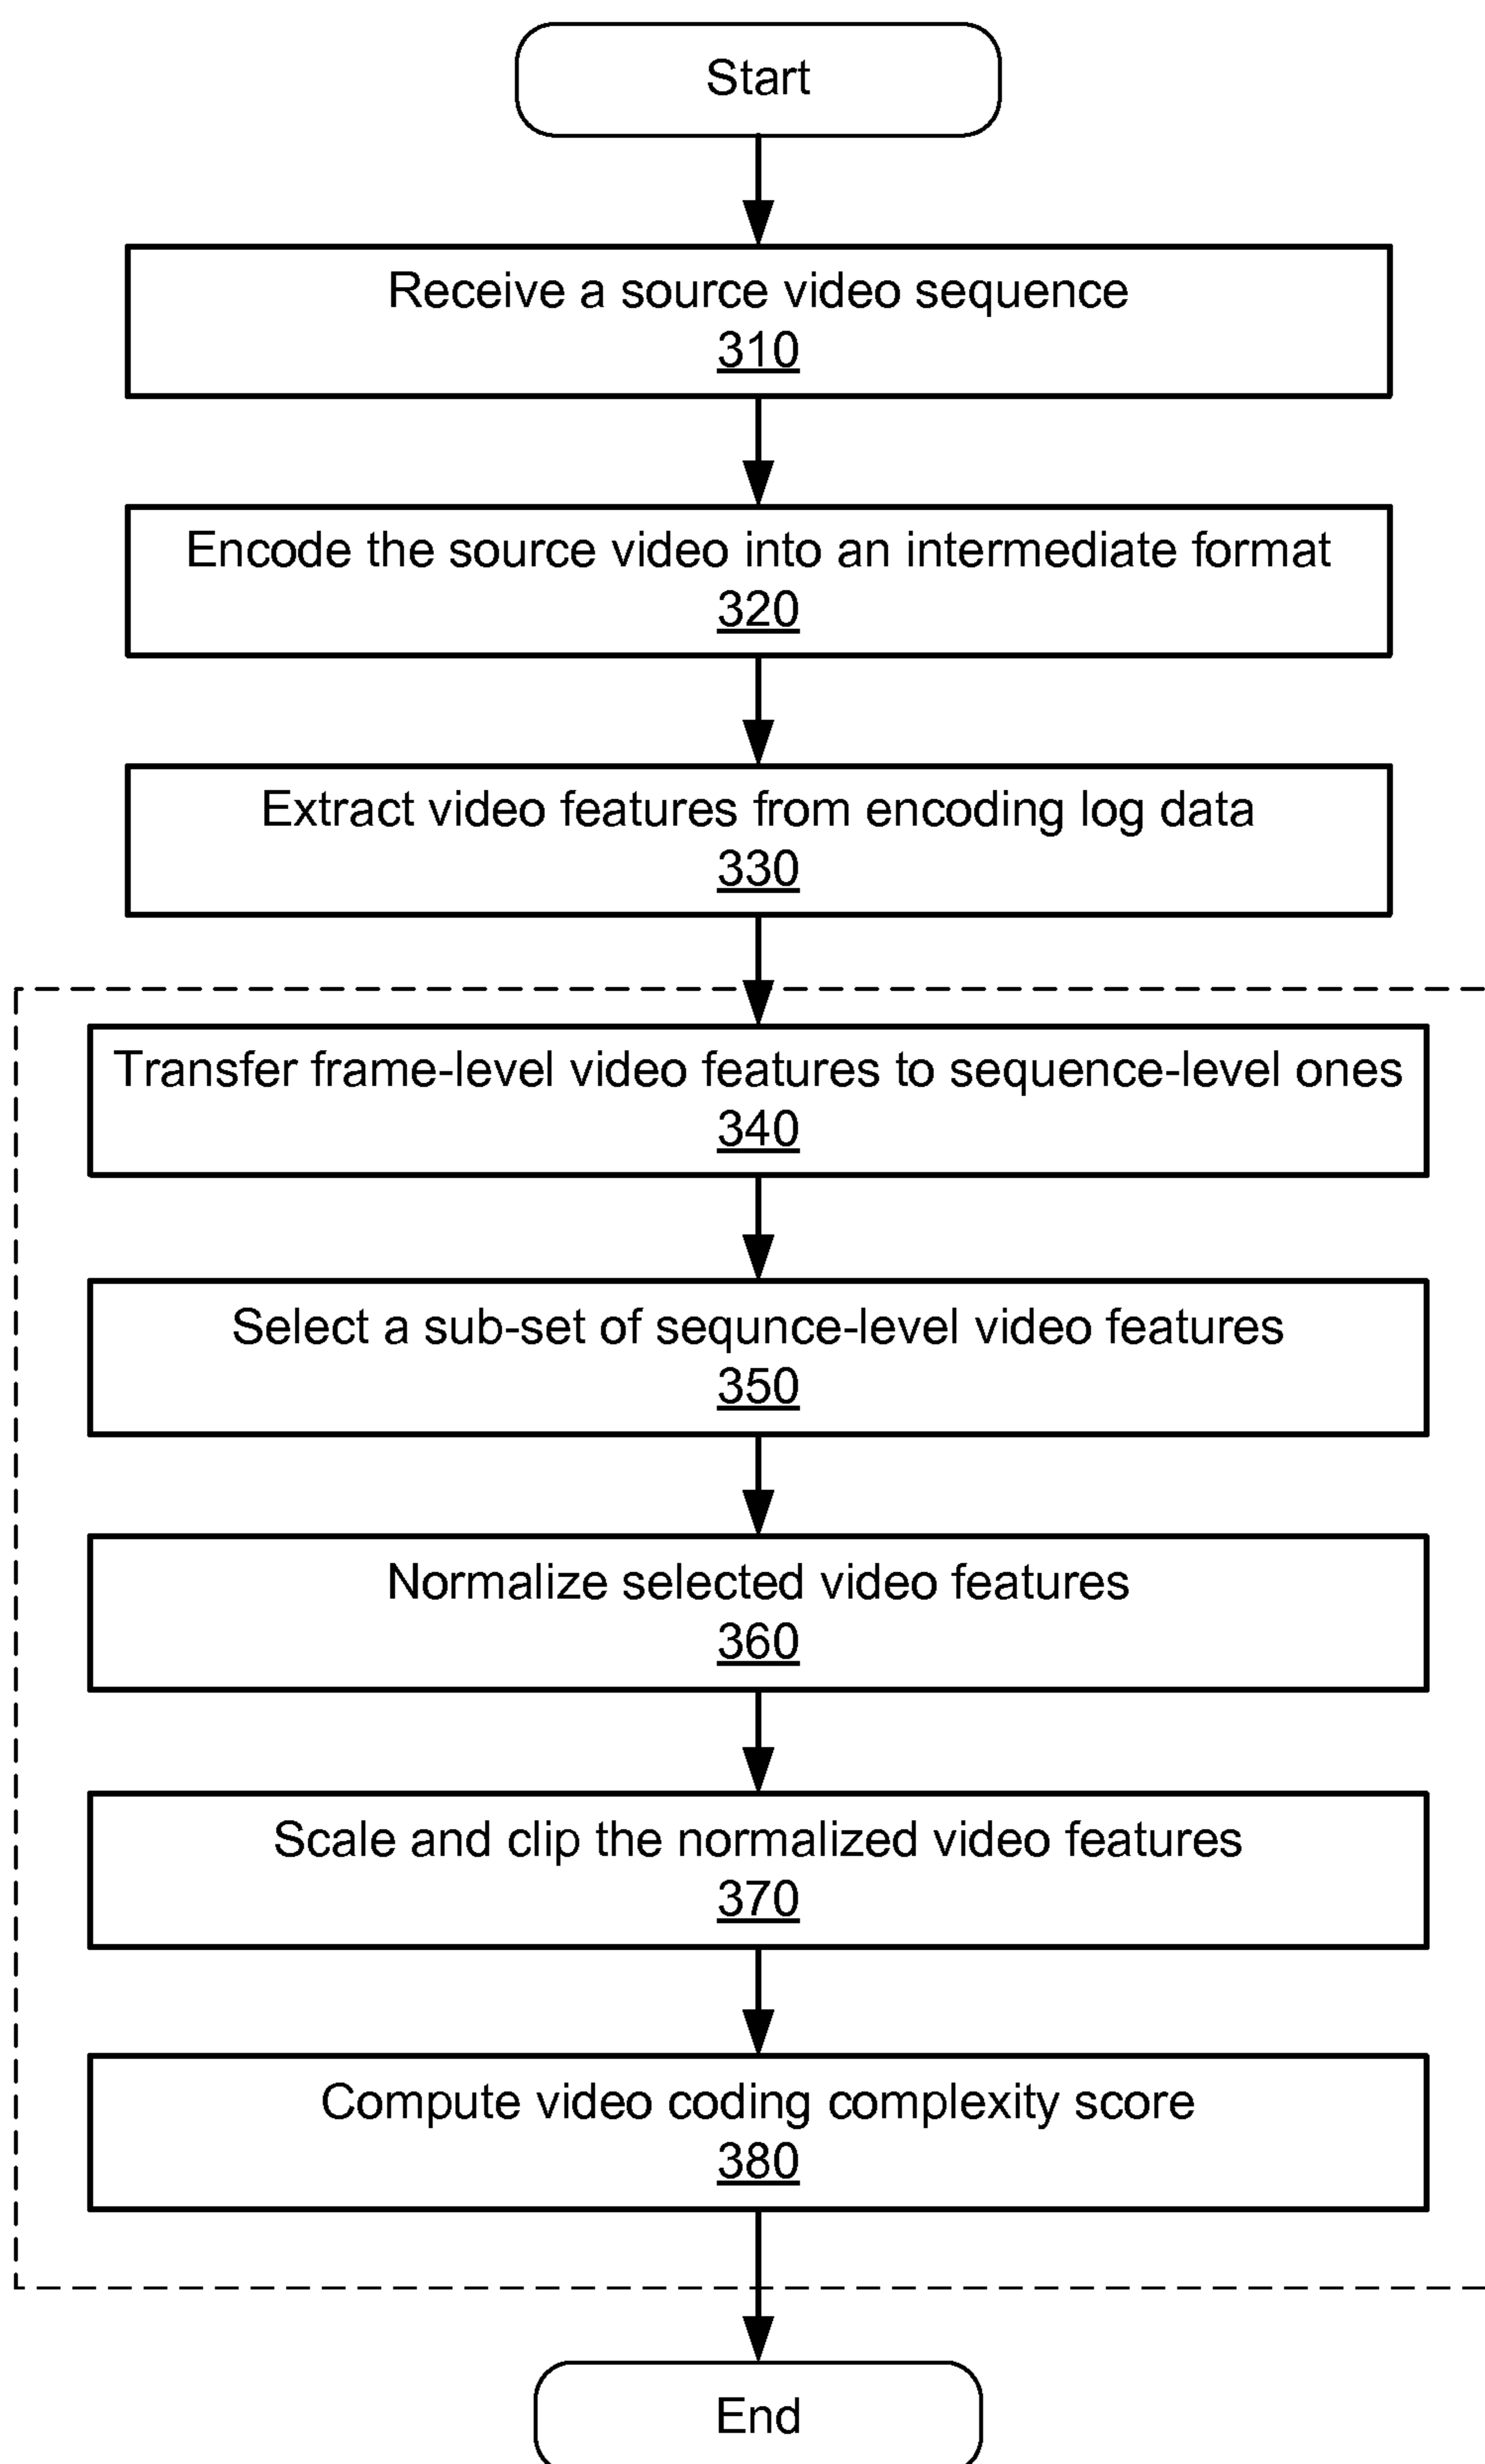 Start
Receive a source video sequence
310
Encode the source video into an intermediate format
320
Extract video features from encoding log data
330
Transfer frame-level video features to sequence-level ones
340
Select a sub-set of sequnce-level video features
350
Normalize selected video features
360
Scale and clip the normalized video features
370
Compute video coding complexity score
380
End